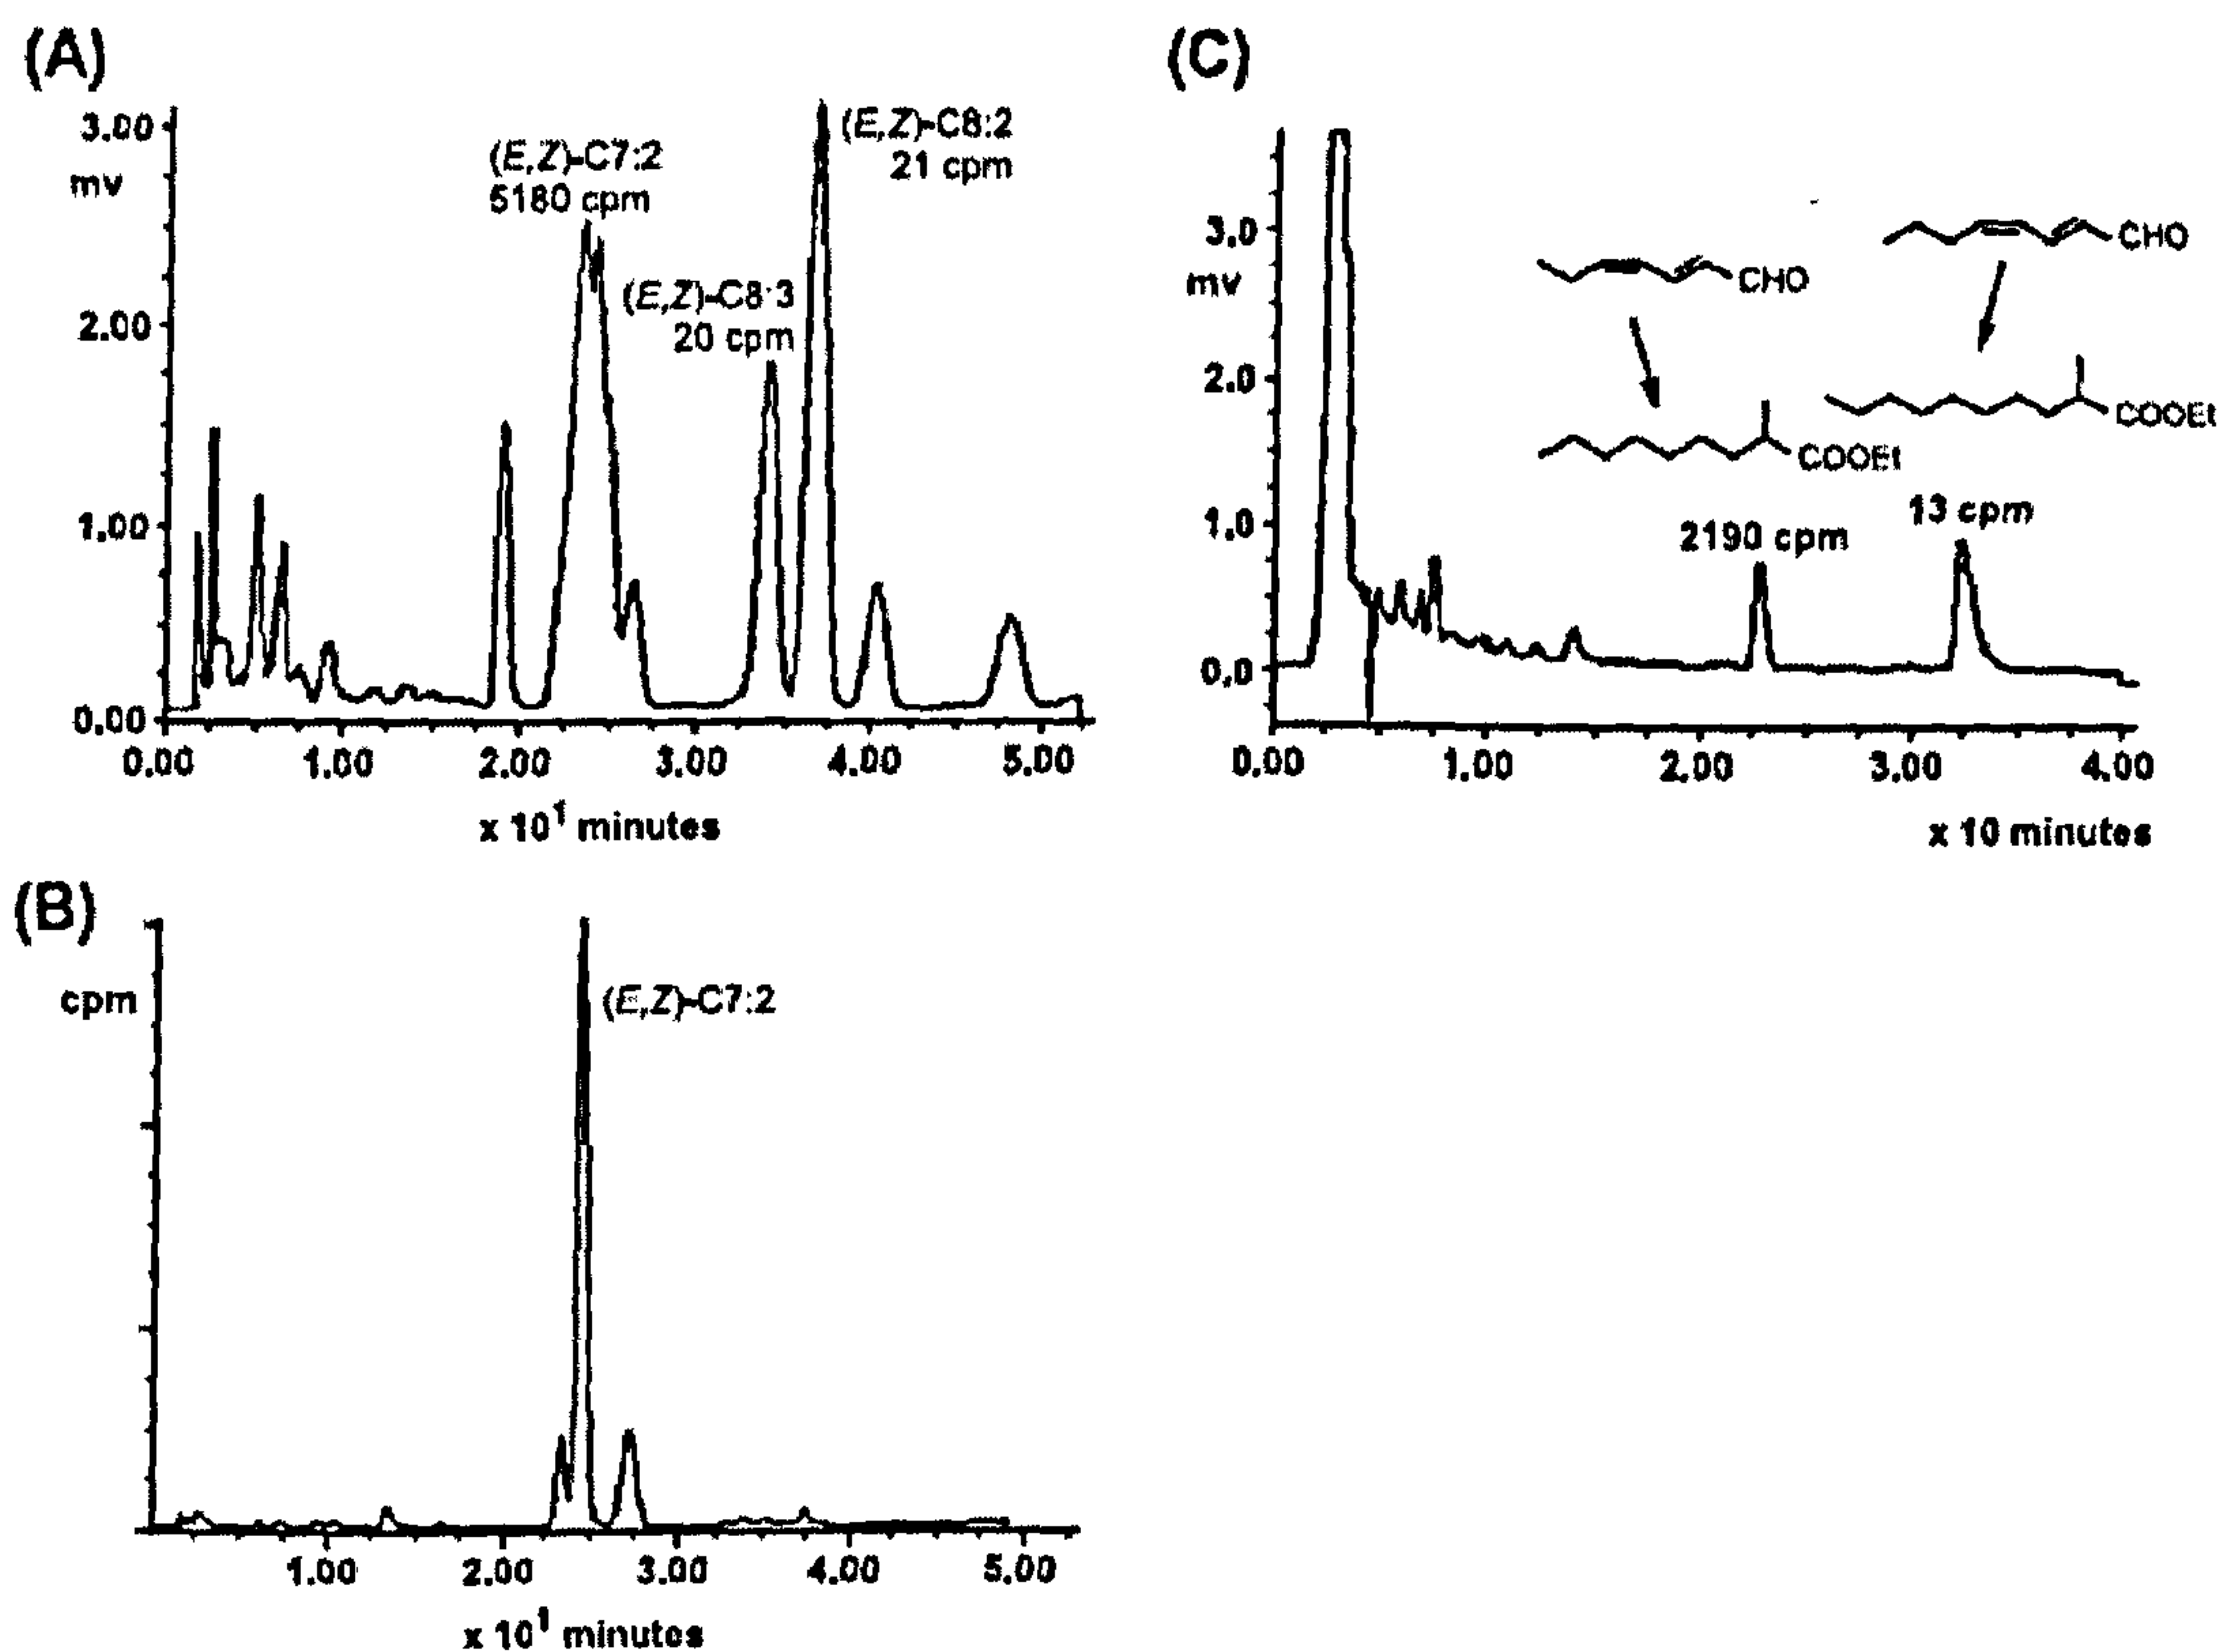 (A)
3.00
mv
2.00
1.00
0.00
(E,Z)-C7:2
5180 cpm
(E,Z)-C8:3
20 cpm
(E,Z)-C8:2
21 cpm
0.00 1.00 2.00 3.00 4.00 5.00
x 10¹ minutes
(C)
3.0
mv
2.0
1.0
0.0
CHO
CHO
COOEt
COOEt
2190 cpm
13 cpm
0.00 1.00 2.00 3.00 4.00
x 10 minutes
(B)
cpm
(E,Z)-C7:2
1.00 2.00 3.00 4.00 5.00
x 10¹ minutes